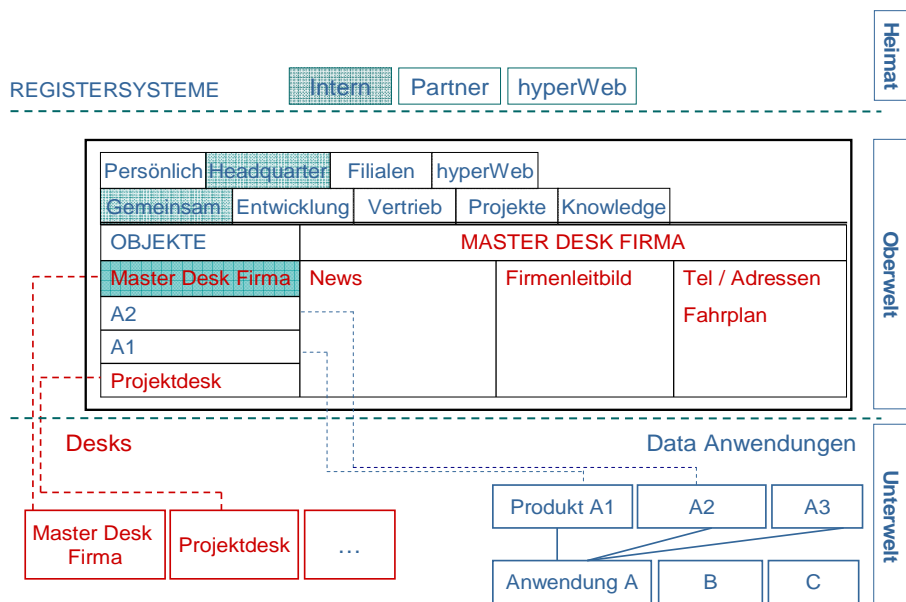 Heimat
REGISTERSYSTEME Intern Partner hyperWeb
Oberwelt
Persönlich Headquarter Filialen hyperWeb
Gemeinsam Entwicklung Vertrieb Projekte Knowledge
OBJEKTE MASTER DESK FIRMA
Master Desk Firma News Firmenleitbild Tel / Adressen
A2 Fahrplan
A1
Projektdesk
Unterwelt
Desks Data Anwendungen
Produkt A1 A2 A3
Master Desk
Firma
Projektdesk
...
Anwendung A B C